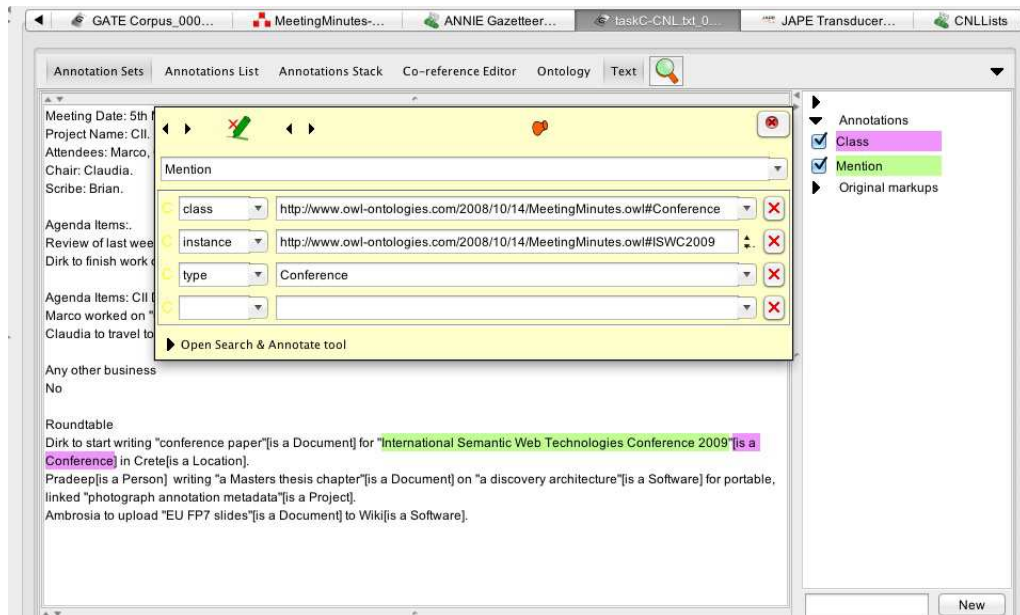 GATE Corpus_000...
MeetingMinutes-...
ANNIE Gazetteer...
taskC-CNL.txt_0...
JAPE Transducer...
CNLLists
Annotation Sets
Annotations List
Annotations Stack
Co-reference Editor
Ontology
Text
Meeting Date: 5th
Project Name: CII.
Attendees: Marco,
Chair: Claudia.
Scribe: Brian.
Agenda Items:.
Review of last wee
Dirk to finish work
Agenda Items: CII
Marco worked on "
Claudia to travel to
Mention
C class http://www.owl-ontologies.com/2008/10/14/MeetingMinutes.owl#Conference
C instance http://www.owl-ontologies.com/2008/10/14/MeetingMinutes.owl#ISWC2009
C type Conference
C
Open Search & Annotate tool
Any other business
No
Roundtable
Dirk to start writing "conference paper"[is a Document] for "International Semantic Web Technologies Conference 2009"[is a
Conference] in Crete[is a Location].
Pradeep[is a Person]  writing "a Masters thesis chapter"[is a Document] on "a discovery architecture"[is a Software] for portable,
linked "photograph annotation metadata"[is a Project].
Ambrosia to upload "EU FP7 slides"[is a Document] to Wiki[is a Software].
Annotations
Class
Mention
Original markups
New